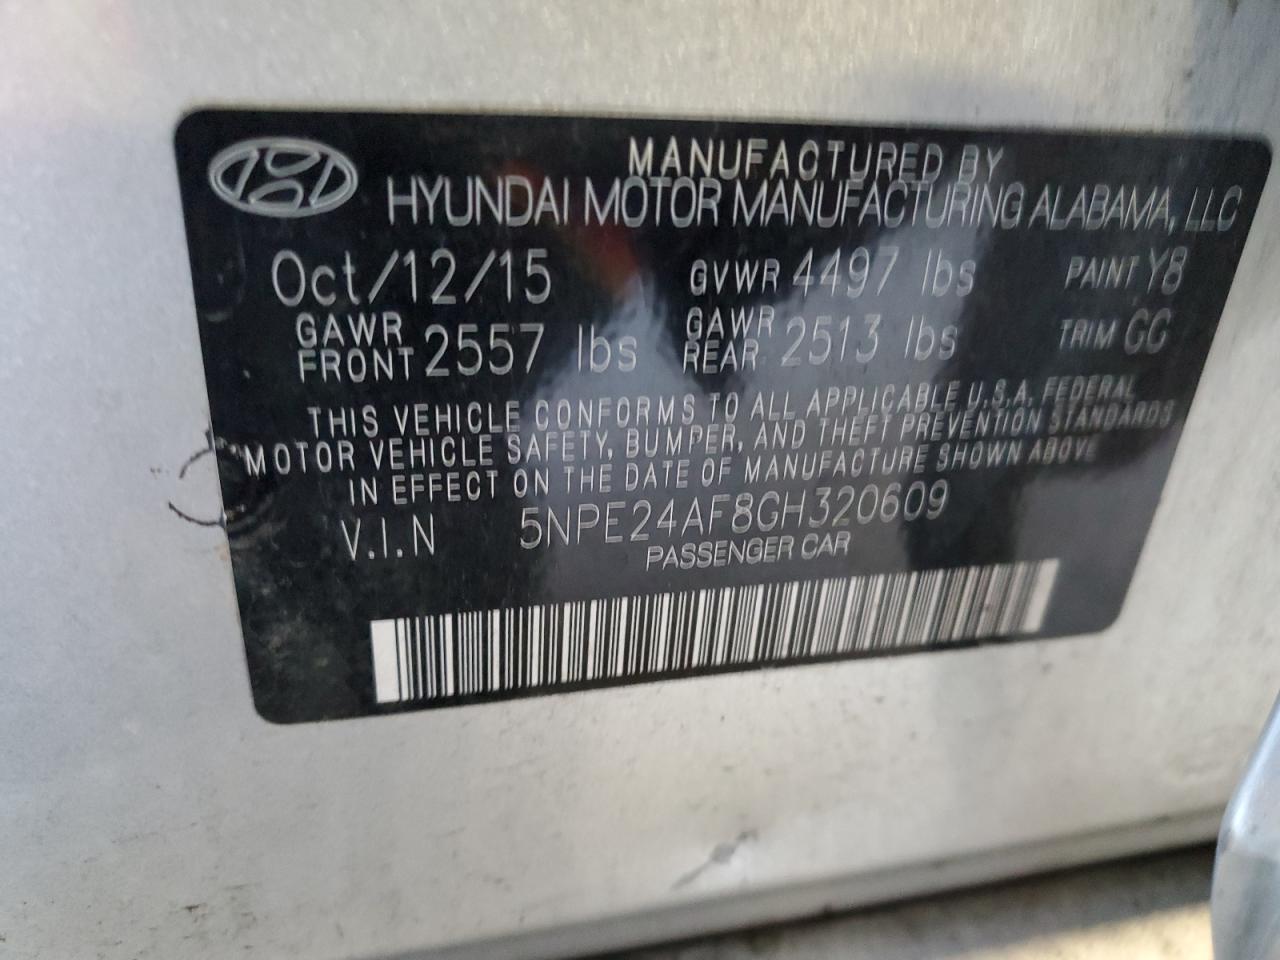 MANUFACTURED BY
HYUNDAI MOTOR MANUFACTURING ALABAMA, LLC
Oct/12/15 GVWR 4497 lbs PAINT Y8
GAWR FRONT 2557 lbs GAWR REAR 2513 lbs TRIM GG
THIS VEHICLE CONFORMS TO ALL APPLICABLE U.S.A. FEDERAL
MOTOR VEHICLE SAFETY, BUMPER, AND THEFT PREVENTION STANDARDS
IN EFFECT ON THE DATE OF MANUFACTURE SHOWN ABOVE
V.I.N 5NPE24AF8GH320609
PASSENGER CAR